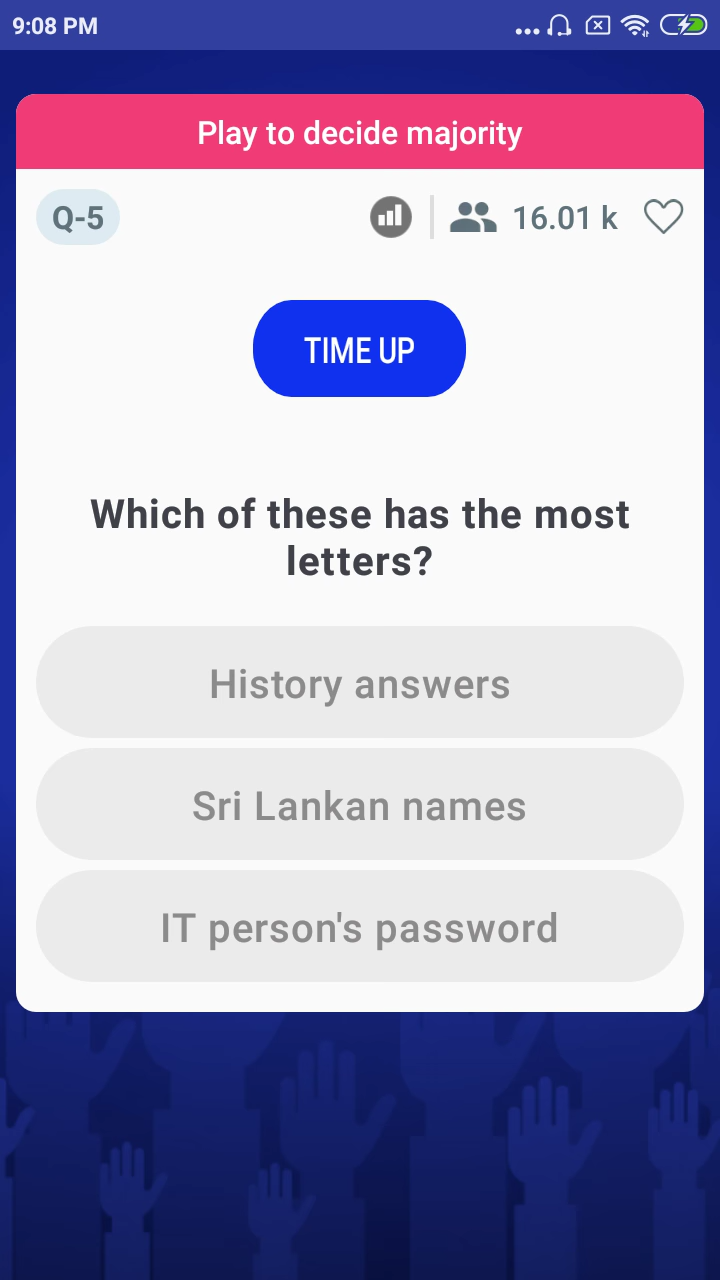 9:08 PM
Play to decide majority
Q-5
16.01 k
TIME UP
Which of these has the most
letters?
History answers
Sri Lankan names
IT person's password